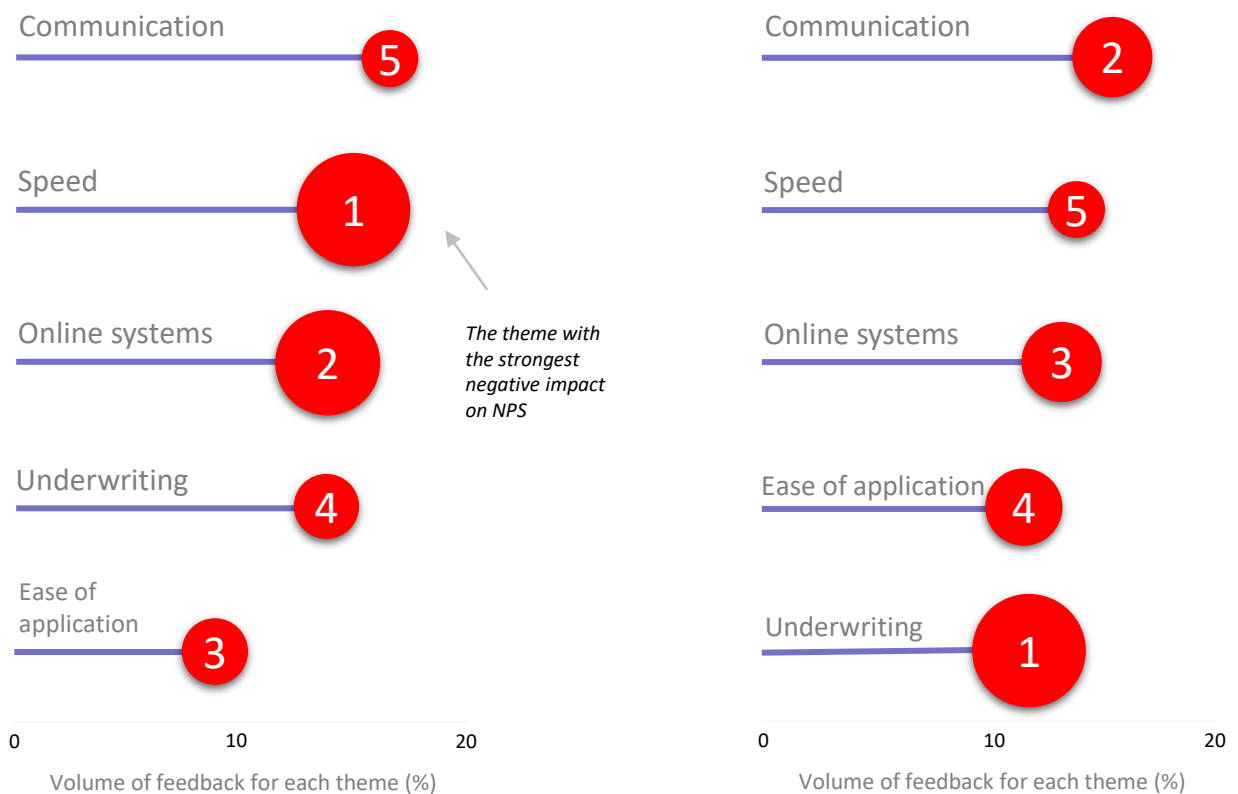 Communication
5
Speed
1
Online systems
2
The theme with
the strongest
negative impact
on NPS
Underwriting
4
Ease of
application
3
0
10
20
Volume of feedback for each theme (%)
Communication
2
Speed
5
Online systems
3
Ease of application
4
Underwriting
1
0
10
20
Volume of feedback for each theme (%)